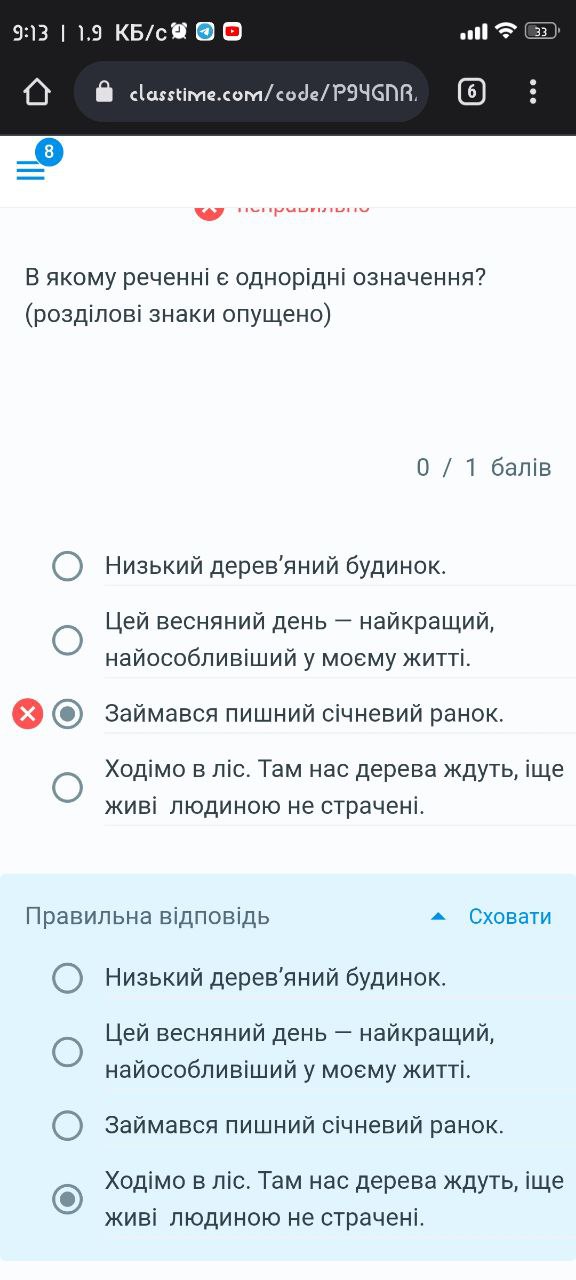 9:13 | 1.9 КБ/с 33
classtime.com/code/P94GNR
6
8
неправильно
В якому реченні є однорідні означення?
(розділові знаки опущено)
0 / 1 балів
Низький дерев’яний будинок.
Цей весняний день — найкращий,
найособливіший у моєму житті.
Займався пишний січневий ранок.
Ходімо в ліс. Там нас дерева ждуть, іще
живі людиною не страчені.
Правильна відповідь Сховати
Низький дерев’яний будинок.
Цей весняний день — найкращий,
найособливіший у моєму житті.
Займався пишний січневий ранок.
Ходімо в ліс. Там нас дерева ждуть, іще
живі людиною не страчені.